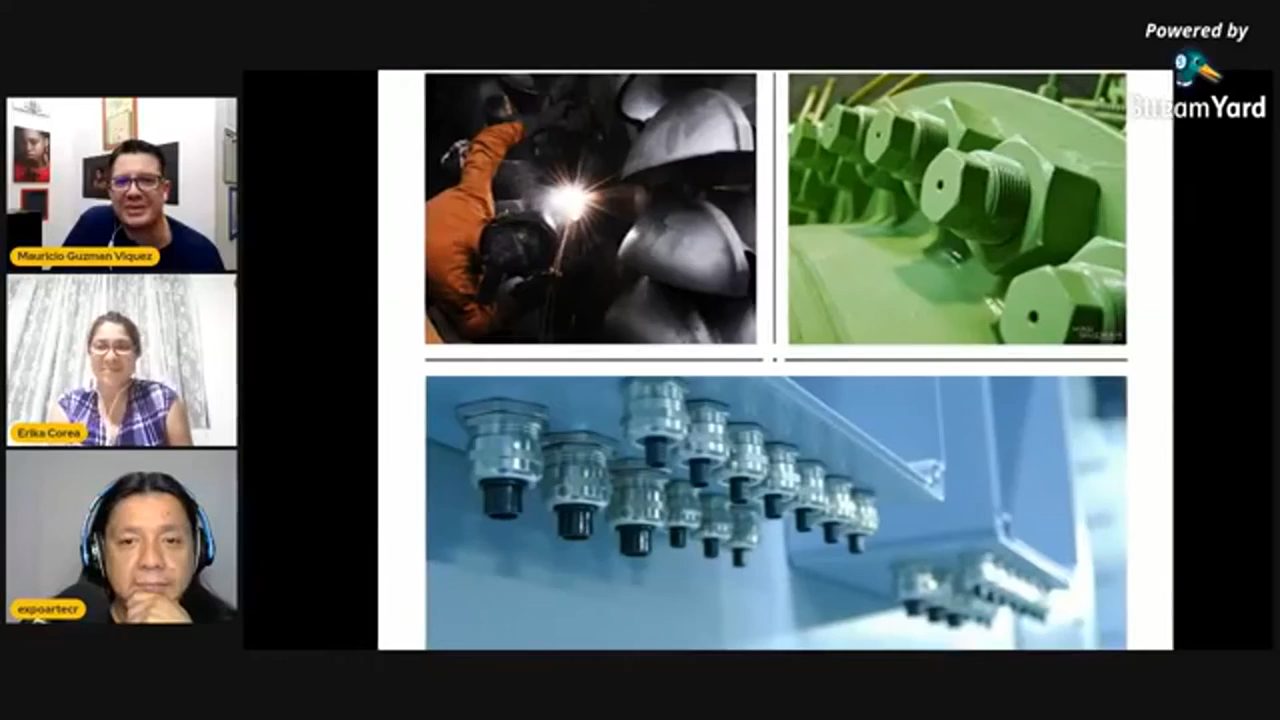 Powered by
StreamYard
Mauricio Guzman Viquez
Erika Corea
expoartecr